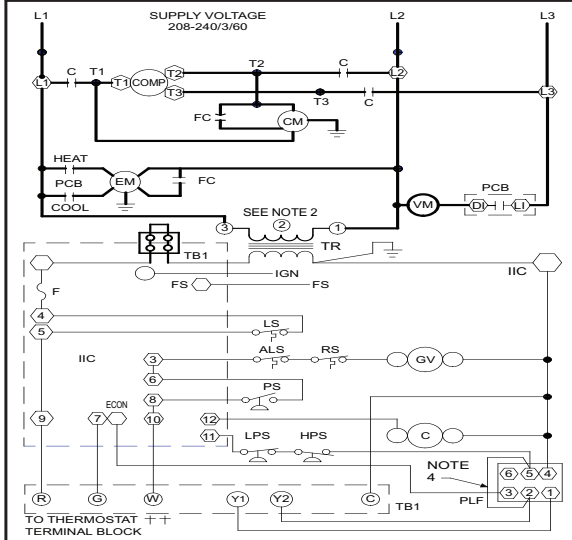 L1 SUPPLY VOLTAGE L2 L3
208-240/3/60
L1 C T1 T1 COMP T2 T2 C L2
T3 T3 C L3
FC CM
HEAT
PCB EM FC
COOL
VM PCB
DI LI
SEE NOTE 2
3 2 1
TB1 TR
IGN IIC
FS FS
F
4
5 LS
IIC 3 ALS RS GV
6
8 PS
ECON
9 7 10 12 C
11 LPS HPS
NOTE
4
6 5 4
3 2 1
PLF
R G W Y1 Y2 C TB1
TO THERMOSTAT ++
TERMINAL BLOCK